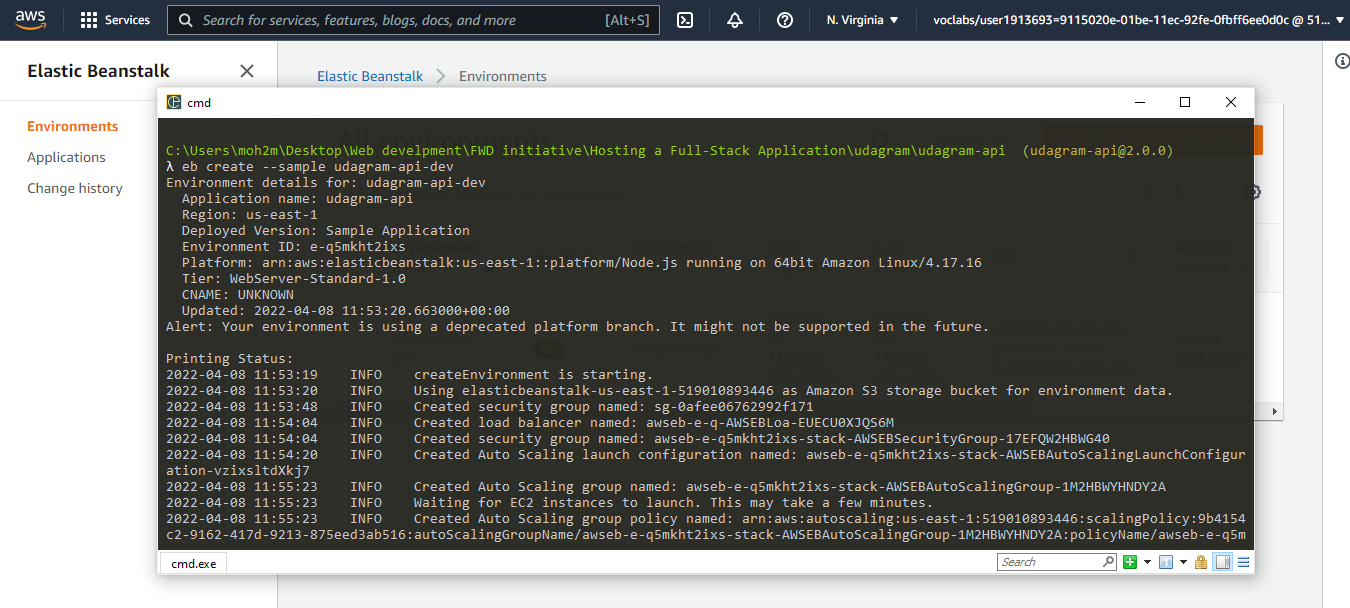 aws
Services
Search for services, features, blogs, docs, and more
[Alt+S]
N. Virginia
voclabs/user1913693=9115020e-01be-11ec-92fe-0fbff6ee0d0c @ 51...
Elastic Beanstalk
Environments
Applications
Change history
Elastic Beanstalk
Environments
cmd
C:\Users\moh2m\Desktop\Web develpment\FWD initiative\Hosting a Full-Stack Application\udagram\udagram-api (udagram-api@2.0.0)
λ eb create --sample udagram-api-dev
Environment details for: udagram-api-dev
Application name: udagram-api
Region: us-east-1
Deployed Version: Sample Application
Environment ID: e-q5mkht2ixs
Platform: arn:aws:elasticbeanstalk:us-east-1::platform/Node.js running on 64bit Amazon Linux/4.17.16
Tier: WebServer-Standard-1.0
CNAME: UNKNOWN
Updated: 2022-04-08 11:53:20.663000+00:00
Alert: Your environment is using a deprecated platform branch. It might not be supported in the future.
Printing Status:
2022-04-08 11:53:19 INFO createEnvironment is starting.
2022-04-08 11:53:20 INFO Using elasticbeanstalk-us-east-1-519010893446 as Amazon S3 storage bucket for environment data.
2022-04-08 11:53:48 INFO Created security group named: sg-0afee06762992f171
2022-04-08 11:54:04 INFO Created load balancer named: awseb-e-q-AWSEBLoa-EUECU0XJQS6M
2022-04-08 11:54:04 INFO Created security group named: awseb-e-q5mkht2ixs-stack-AWSEBSecurityGroup-17EFQW2HBWG40
2022-04-08 11:54:20 INFO Created Auto Scaling launch configuration named: awseb-e-q5mkht2ixs-stack-AWSEBAutoScalingLaunchConfigur
ation-vzixsltdXkj7
2022-04-08 11:55:23 INFO Created Auto Scaling group named: awseb-e-q5mkht2ixs-stack-AWSEBAutoScalingGroup-1M2HBWYHNDY2A
2022-04-08 11:55:23 INFO Waiting for EC2 instances to launch. This may take a few minutes.
2022-04-08 11:55:23 INFO Created Auto Scaling group policy named: arn:aws:autoscaling:us-east-1:519010893446:scalingPolicy:9b4154
c2-9162-417d-9213-875eed3ab516:autoScalingGroupName/awseb-e-q5mkht2ixs-stack-AWSEBAutoScalingGroup-1M2HBWYHNDY2A:policyName/awseb-e-q5m
cmd.exe
Search